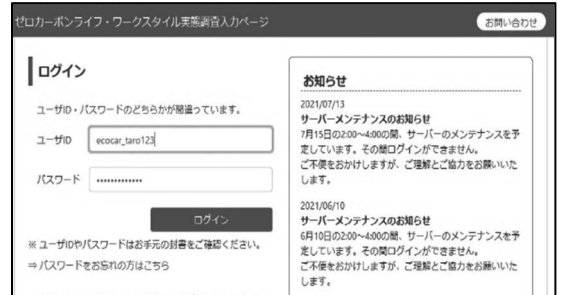 ゼロカーボンライフ・ワークスタイル実態調査入力ページ
お問い合わせ
ログイン
ユーザID・パスワードのどちらかが間違っています。
ユーザID
ecocar_taro123
パスワード
•••••••••••••
ログイン
※ ユーザIDやパスワードはお手元の封書をご確認ください。
⇒ パスワードをお忘れの方はこちら
お知らせ
2021/07/13
サーバーメンテナンスのお知らせ
7月15日の2:00～4:00の間、サーバーのメンテナンスを予
定しています。その間ログインができません。
ご不便をおかけしますが、ご理解とご協力をお願いいた
します。
2021/06/10
サーバーメンテナンスのお知らせ
6月10日の2:00～4:00の間、サーバーのメンテナンスを予
定しています。その間ログインができません。
ご不便をおかけしますが、ご理解とご協力をお願いいた
します。